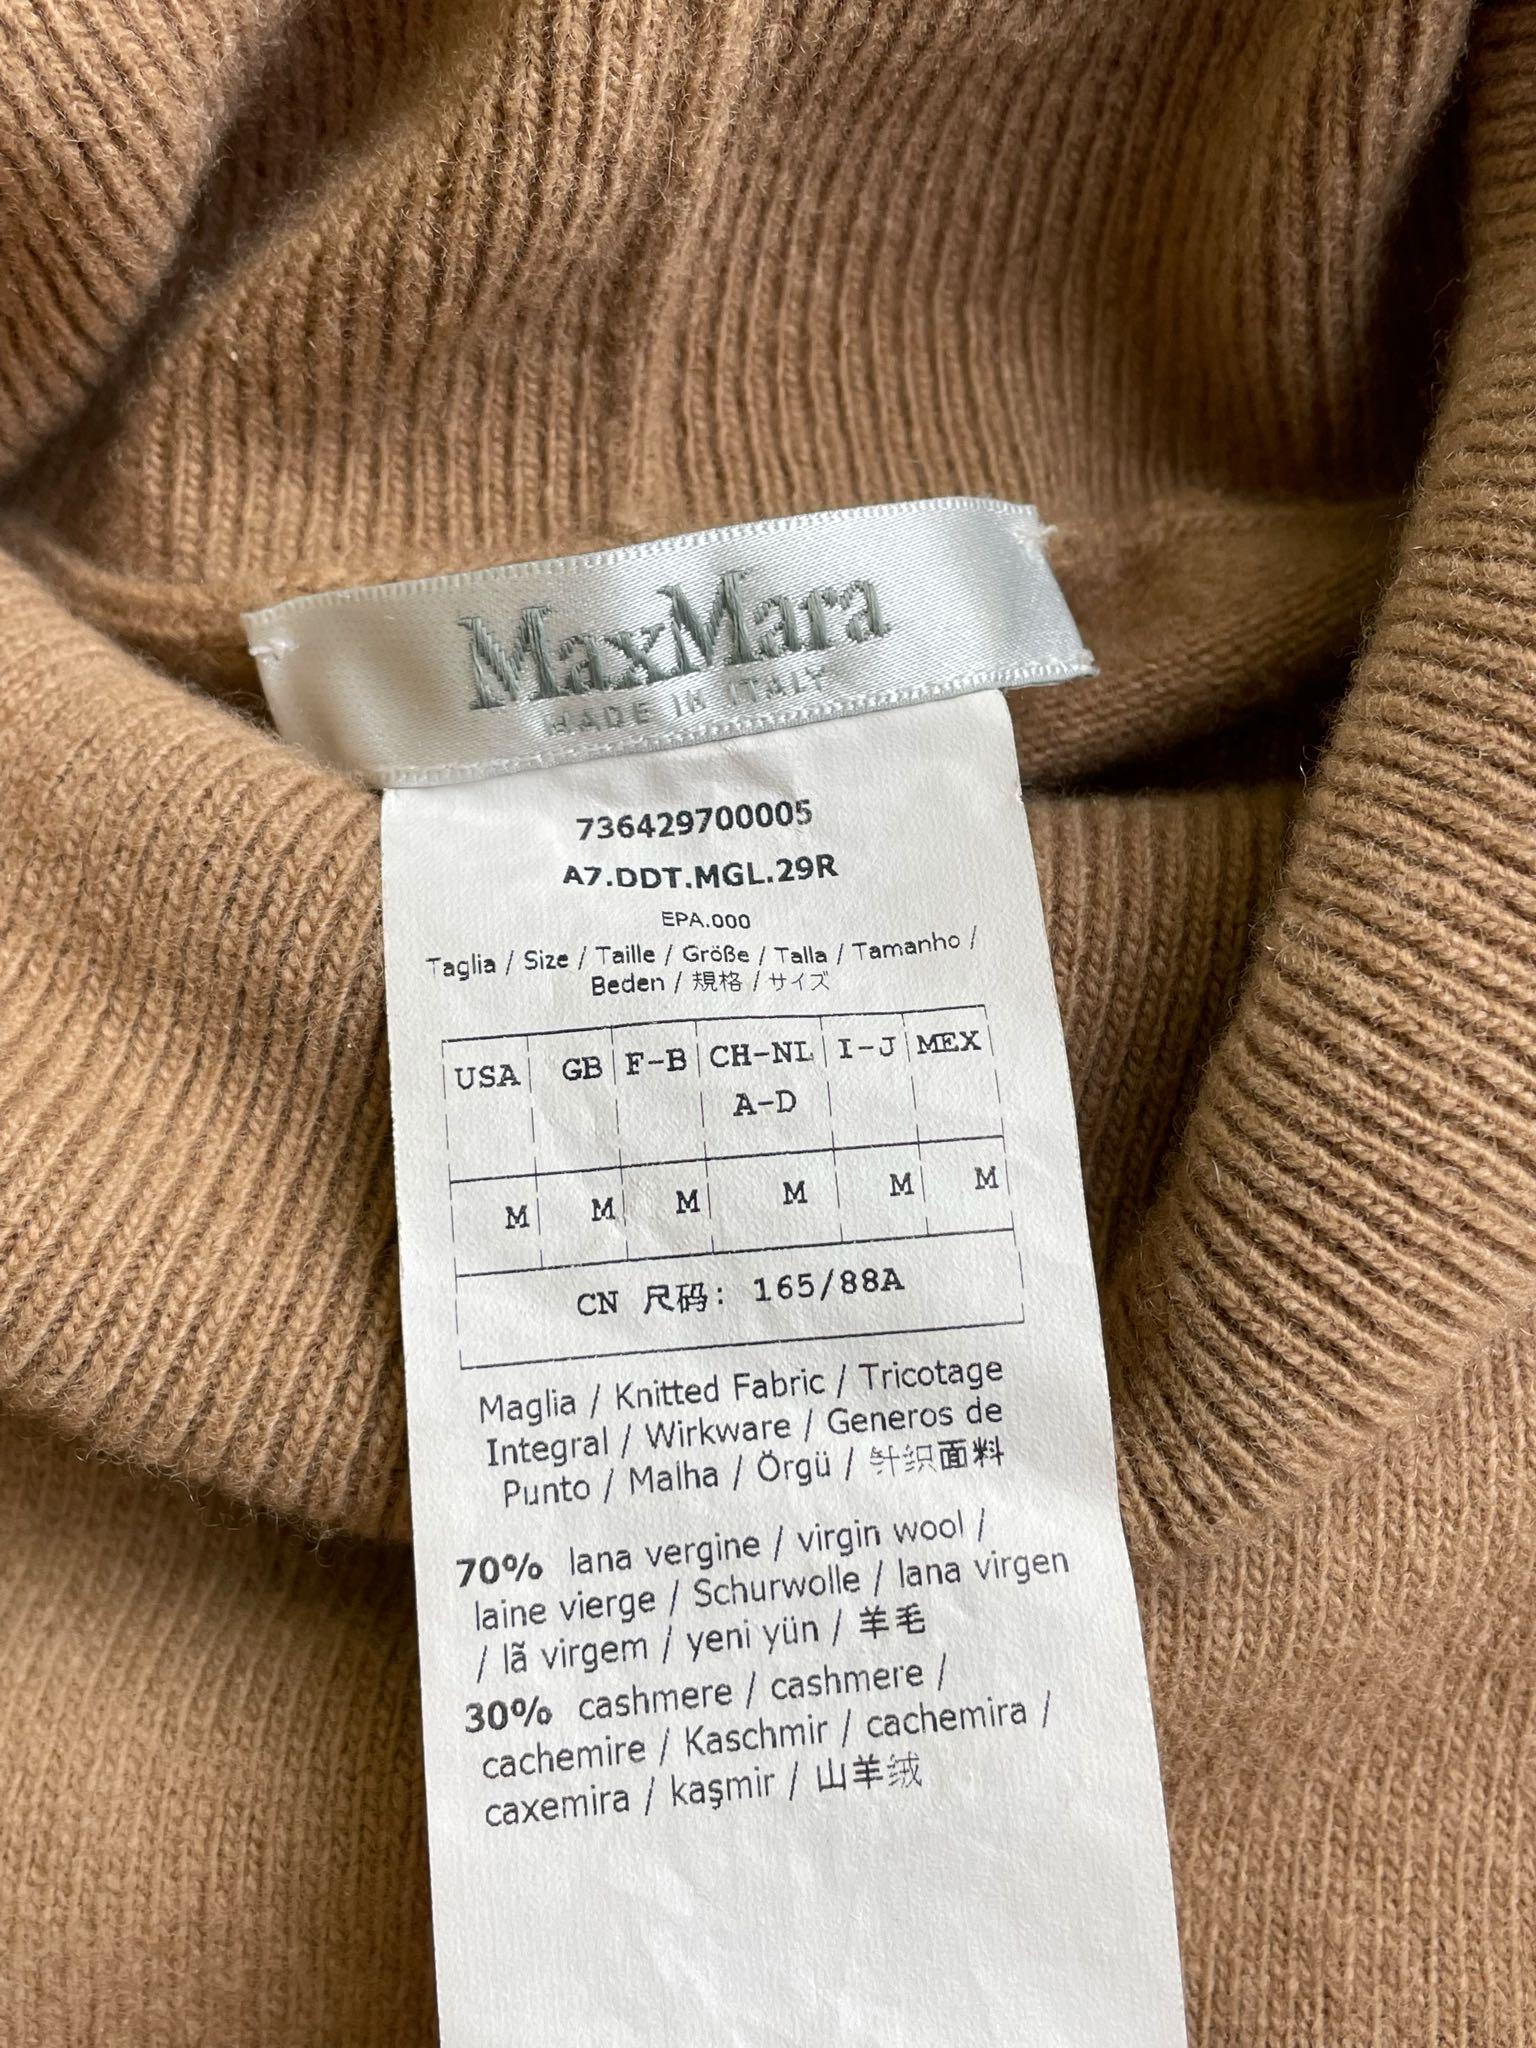 MaxMara
MADE IN ITALY
736429700005
A7.DDT.MGL.29R
EPA.000
Taglia / Size / Taille / Größe / Talla / Tamanho /
Beden / 規格 / サイズ
USA GB F-B CH-NL I-J MEX
A-D
M M M M M M
CN 尺码: 165/88A
Maglia / Knitted Fabric / Tricotage
Integral / Wirkware / Generos de
Punto / Malha / Örgü / 针织面料
70% lana vergine / virgin wool /
laine vierge / Schurwolle / lana virgen
/ lã virgem / yeni yün / 羊毛
30% cashmere / cashmere /
cachemire / Kaschmir / cachemira /
caxemira / kaşmir / 山羊绒